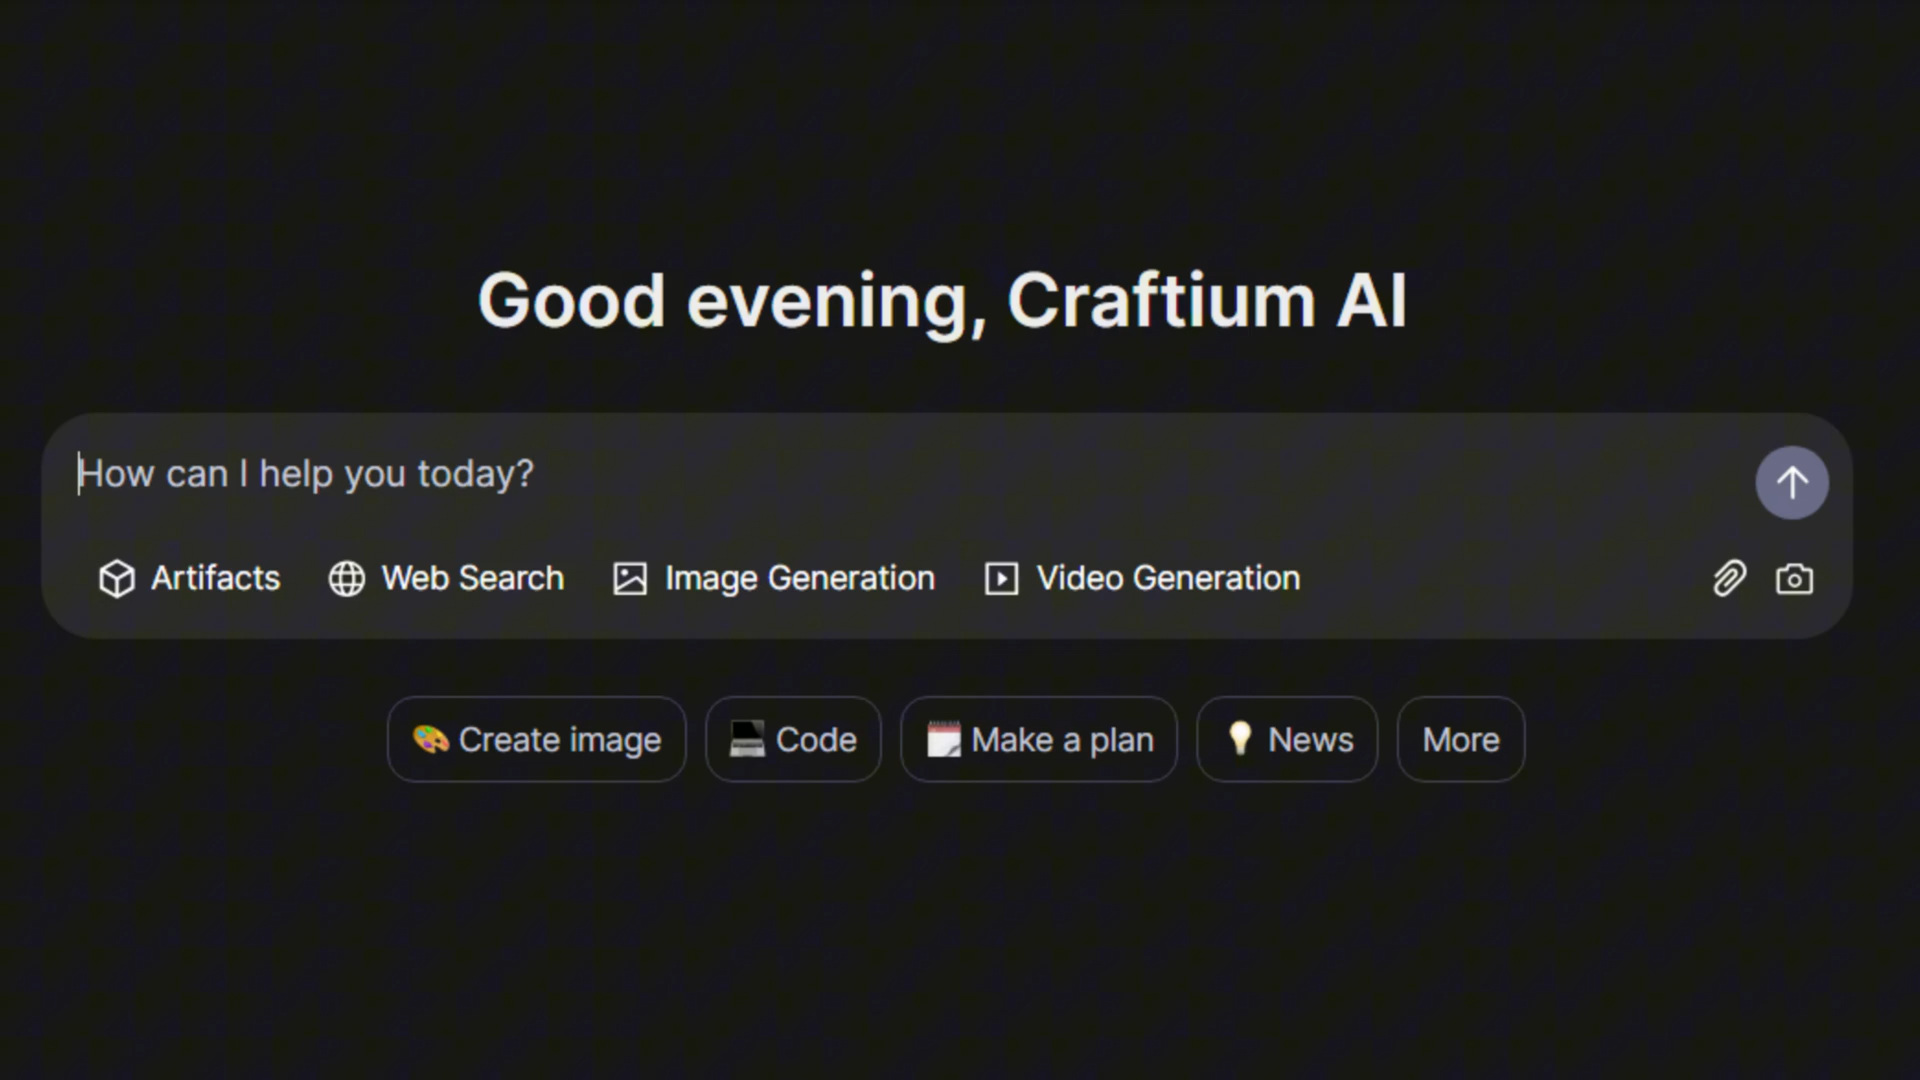 Good evening, Craftium AI
How can I help you today?
Artifacts Web Search Image Generation Video Generation
Create image Code Make a plan News More